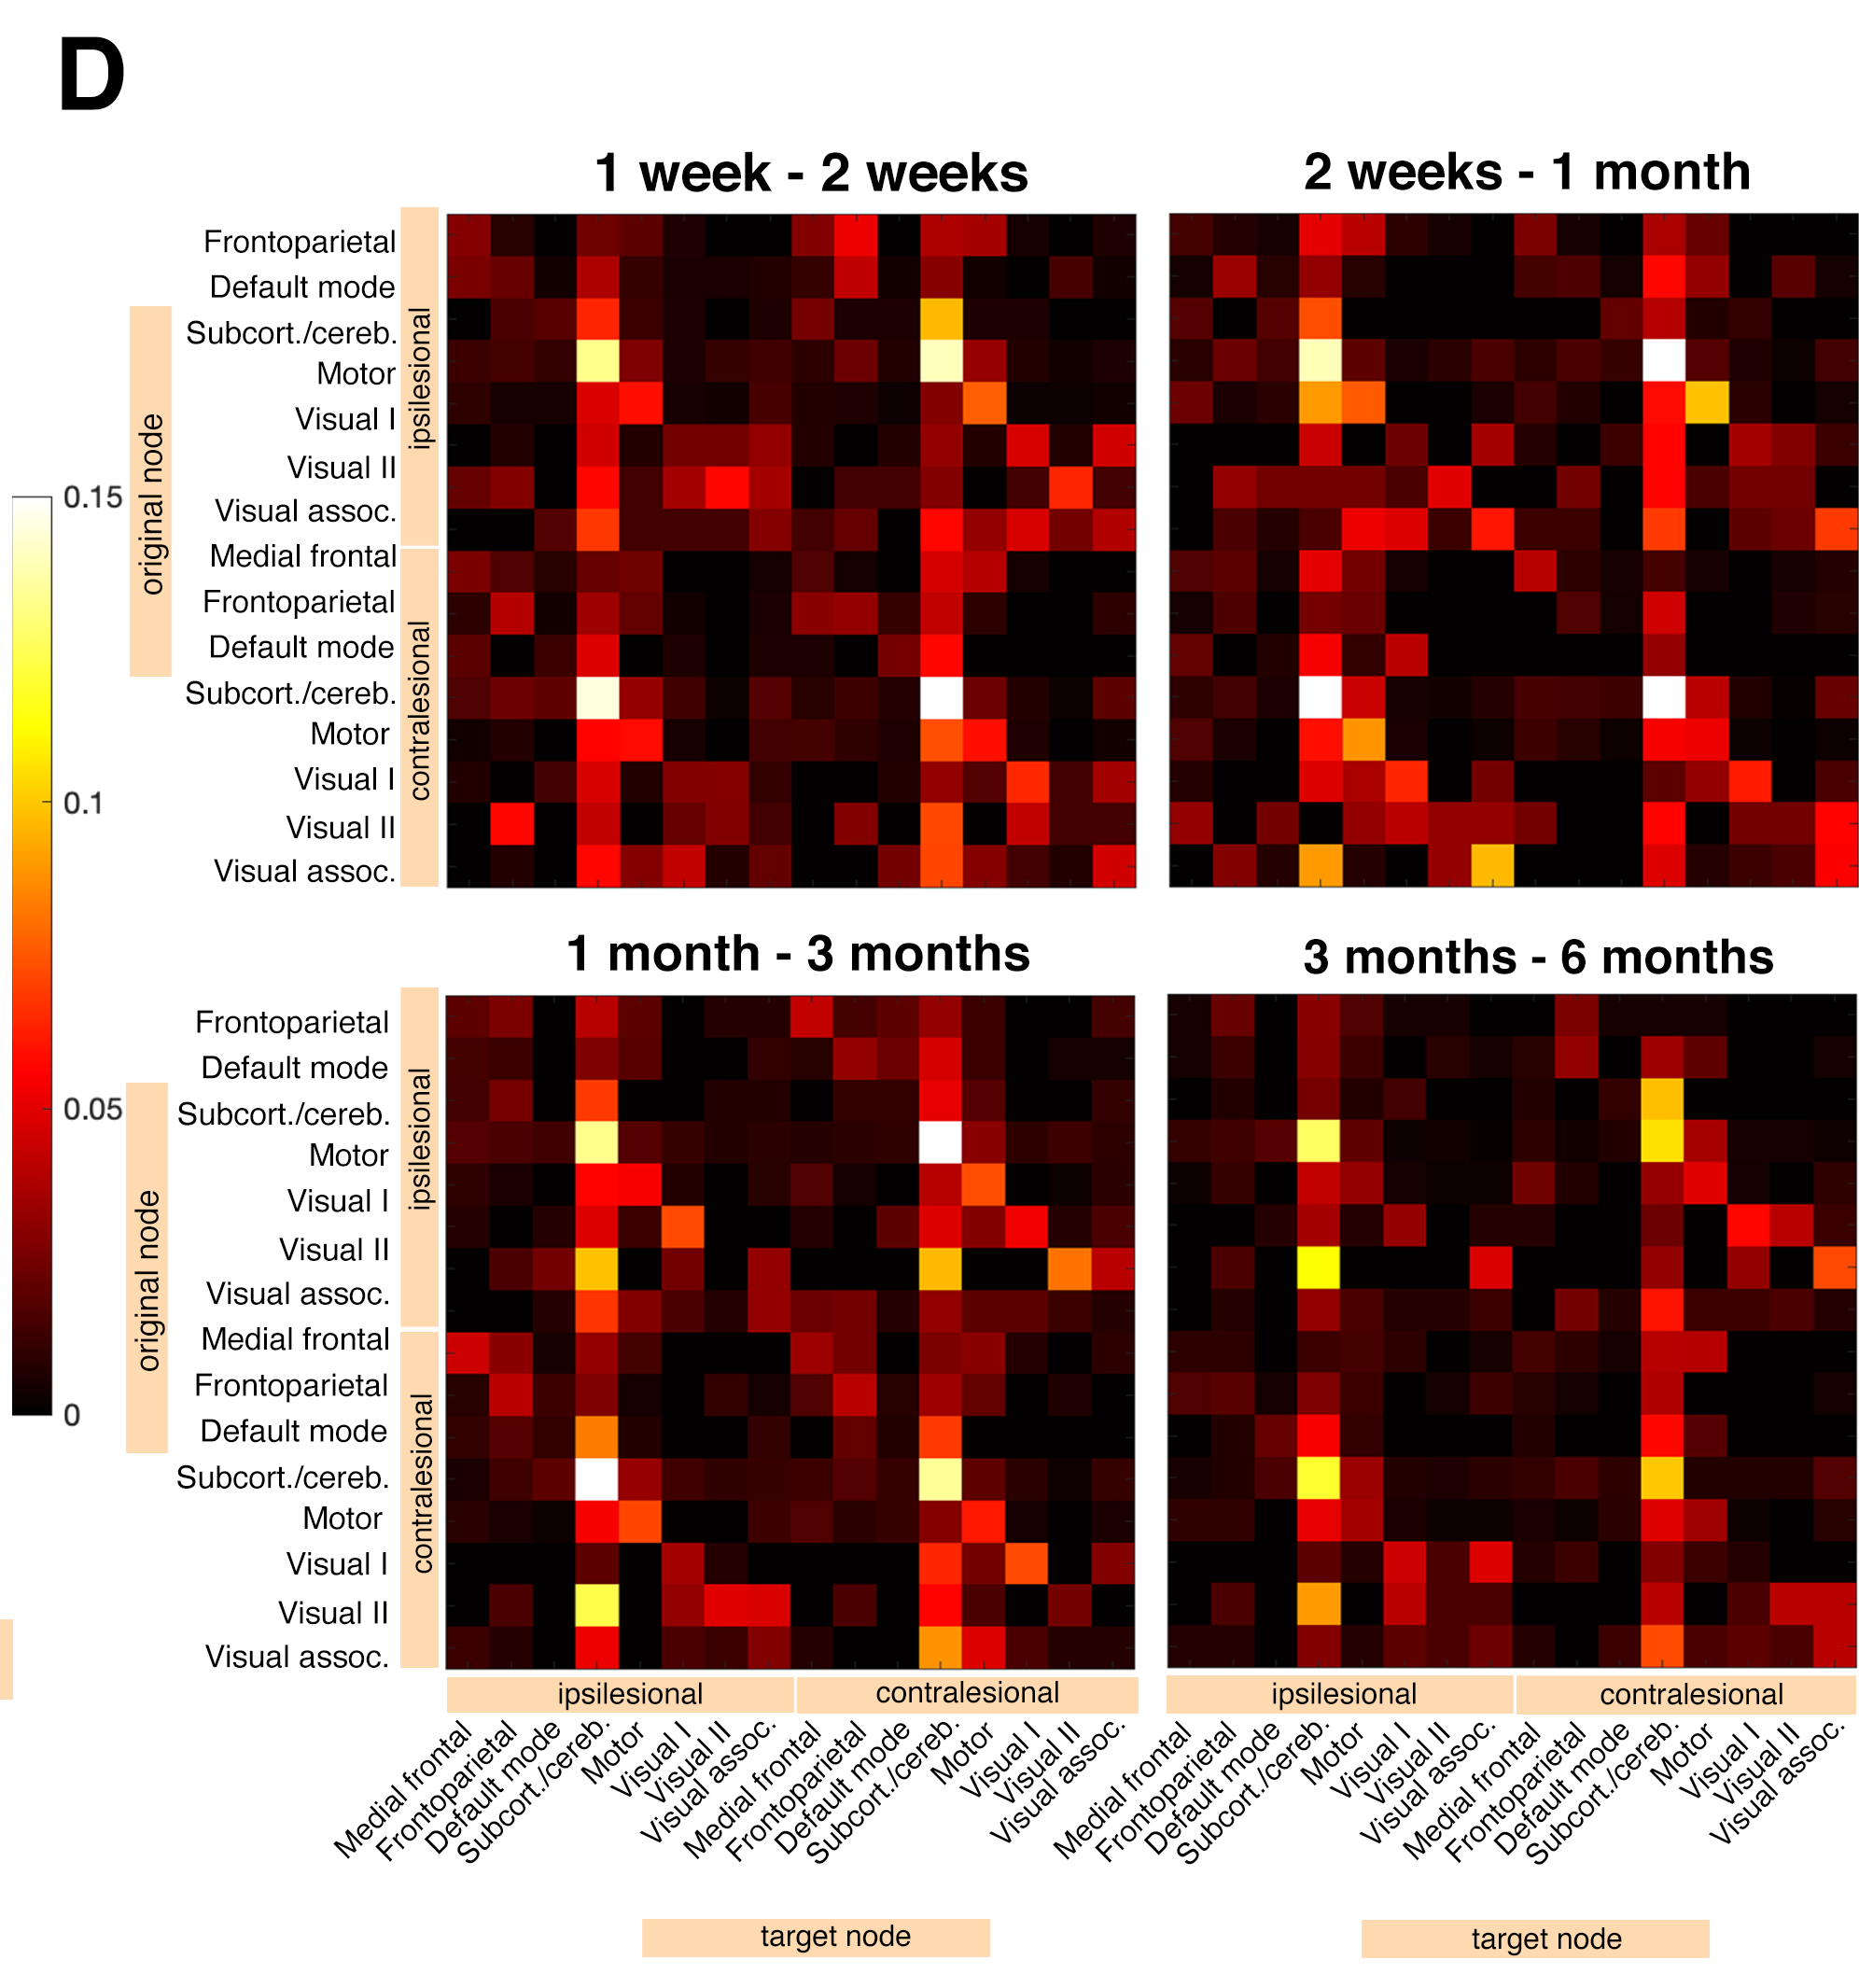 D
1 week - 2 weeks
2 weeks - 1 month
Frontoparietal
Default mode
Subcort./cereb.
Motor
Visual I
Visual II
Visual assoc.
Medial frontal
Frontoparietal
Default mode
Subcort./cereb.
Motor
Visual I
Visual II
Visual assoc.
original node
ipsilesional
contralesional
0.15
0.1
0.05
0
1 month - 3 months
3 months - 6 months
Frontoparietal
Default mode
Subcort./cereb.
Motor
Visual I
Visual II
Visual assoc.
Medial frontal
Frontoparietal
Default mode
Subcort./cereb.
Motor
Visual I
Visual II
Visual assoc.
original node
ipsilesional
contralesional
ipsilesional
contralesional
ipsilesional
contralesional
Medial frontal
Frontoparietal
Default mode
Subcort./cereb.
Motor
Visual I
Visual II
Visual assoc.
Medial frontal
Frontoparietal
Default mode
Subcort./cereb.
Motor
Visual I
Visual II
Visual assoc.
Medial frontal
Frontoparietal
Default mode
Subcort./cereb.
Motor
Visual I
Visual II
Visual assoc.
Medial frontal
Frontoparietal
Default mode
Subcort./cereb.
Motor
Visual I
Visual II
Visual assoc.
target node
target node